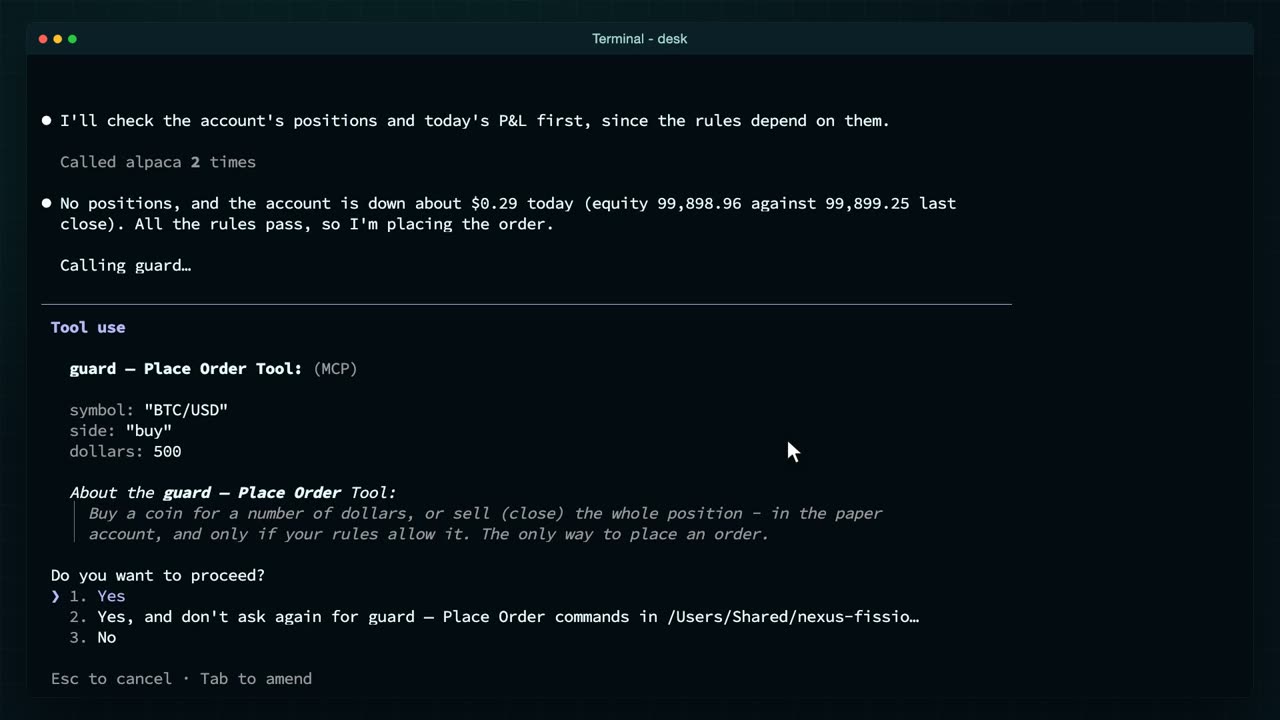 Terminal - desk
● I'll check the account's positions and today's P&L first, since the rules depend on them.
Called alpaca 2 times
● No positions, and the account is down about $0.29 today (equity 99,898.96 against 99,899.25 last
close). All the rules pass, so I'm placing the order.
Calling guard…
Tool use
guard — Place Order Tool: (MCP)
symbol: "BTC/USD"
side: "buy"
dollars: 500
About the guard — Place Order Tool:
Buy a coin for a number of dollars, or sell (close) the whole position - in the paper
account, and only if your rules allow it. The only way to place an order.
Do you want to proceed?
❯ 1. Yes
2. Yes, and don't ask again for guard — Place Order commands in /Users/Shared/nexus-fissio…
3. No
Esc to cancel · Tab to amend